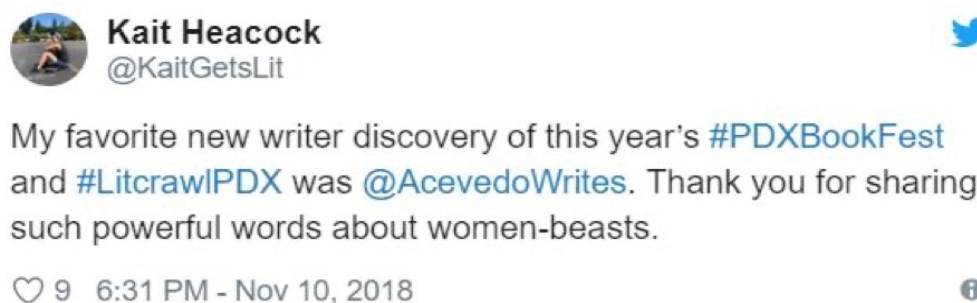 Kait Heacock
@KaitGetsLit
My favorite new writer discovery of this year's #PDXBookFest
and #LitcrawlPDX was @AcevedoWrites. Thank you for sharing
such powerful words about women-beasts.
9 6:31 PM - Nov 10, 2018